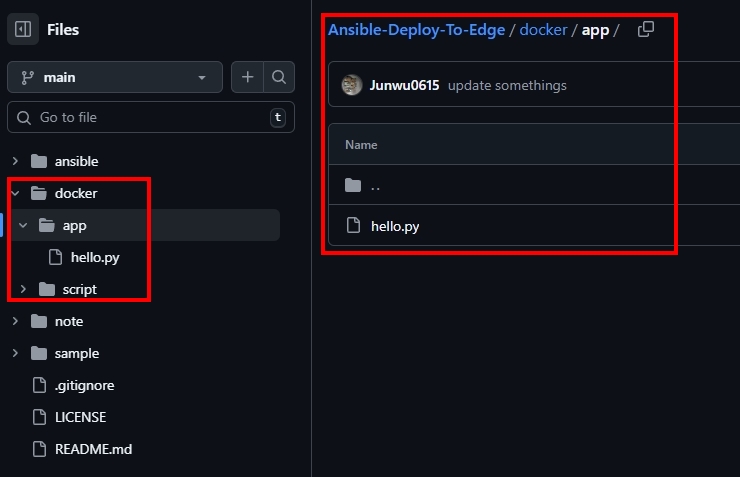 Files
main
Go to file
t
ansible
docker
app
hello.py
script
note
sample
.gitignore
LICENSE
README.md
Ansible-Deploy-To-Edge / docker / app /
Junwu0615 update somethings
Name
..
hello.py